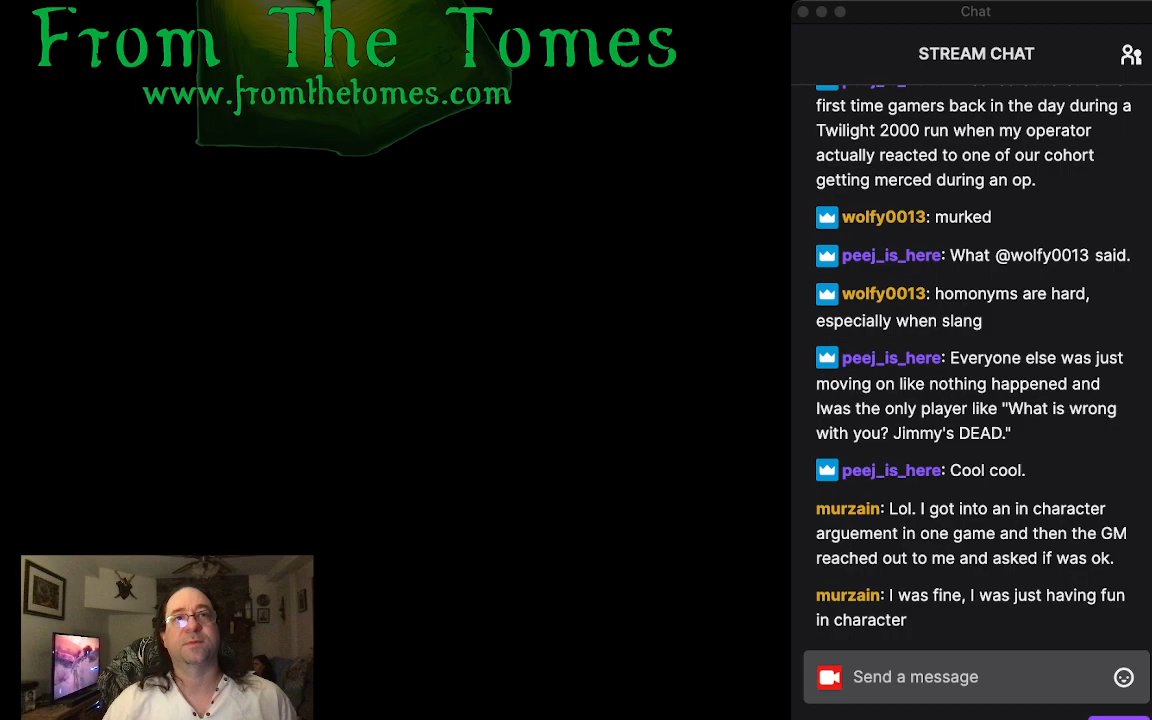 From The Tomes
www.fromthetomes.com
Chat
STREAM CHAT
first time gamers back in the day during a
Twilight 2000 run when my operator
actually reacted to one of our cohort
getting merced during an op.
wolfy0013: murked
peej_is_here: What @wolfy0013 said.
wolfy0013: homonyms are hard,
especially when slang
peej_is_here: Everyone else was just
moving on like nothing happened and
Iwas the only player like "What is wrong
with you? Jimmy's DEAD."
peej_is_here: Cool cool.
murzain: Lol. I got into an in character
arguement in one game and then the GM
reached out to me and asked if was ok.
murzain: I was fine, I was just having fun
in character
Send a message